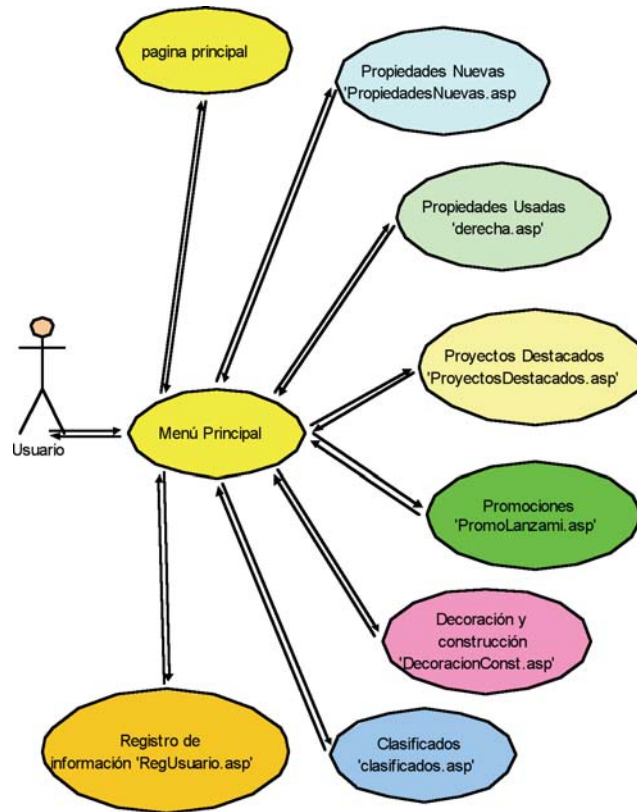 pagina principal
Propiedades Nuevas
'PropiedadesNuevas.asp
Propiedades Usadas
'derecha.asp'
Proyectos Destacados
'ProyectosDestacados.asp'
Usuario
Menú Principal
Promociones
'PromoLanzami.asp'
Decoración y
construcción
'DecoracionConst.asp'
Registro de
información 'RegUsuario.asp'
Clasificados
'clasificados.asp'